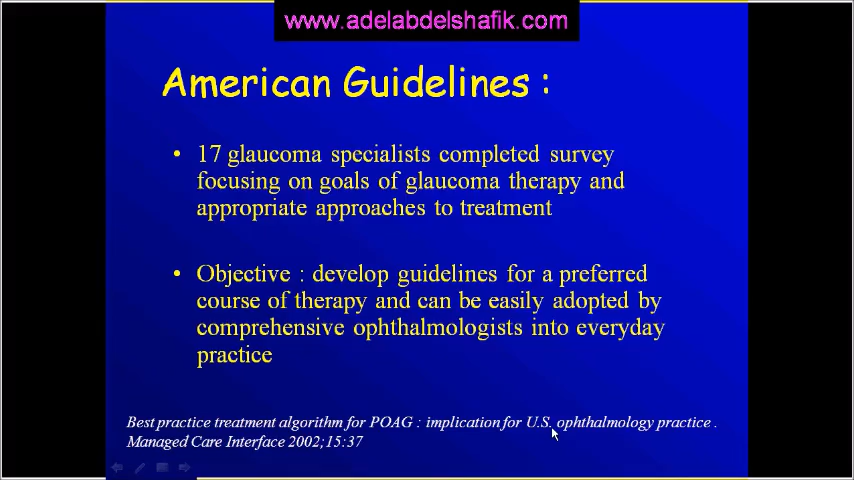 www.adelabdelshafik.com
American Guidelines :
• 17 glaucoma specialists completed survey
focusing on goals of glaucoma therapy and
appropriate approaches to treatment
• Objective : develop guidelines for a preferred
course of therapy and can be easily adopted by
comprehensive ophthalmologists into everyday
practice
Best practice treatment algorithm for POAG : implication for U.S. ophthalmology practice .
Managed Care Interface 2002;15:37